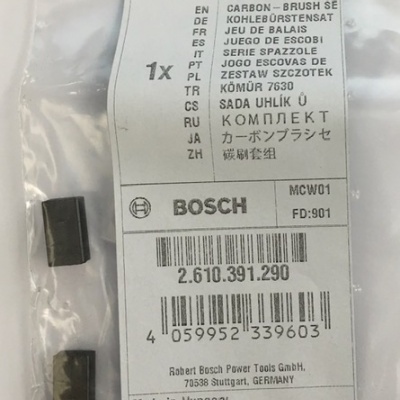 EN CARBON-BRUSH SE
DE KOHLEBÜRSTENSAT
FR JEU DE BALAIS
ES JUEGO DE ESCOBI
IT SERIE SPAZZOLE
1x
PT JOGO ESCOVAS DE
PL ZESTAW SZCZOTEK
TR KÖMÜR 7630
CS SADA UHLÍK Ů
RU КОМПЛЕКТ
JA カーボンブラシセ
ZH 碳刷套组
BOSCH
MCW01
FD:901
2.610.391.290
4 059952 339603
Robert Bosch Power Tools GmbH,
70538 Stuttgart, GERMANY